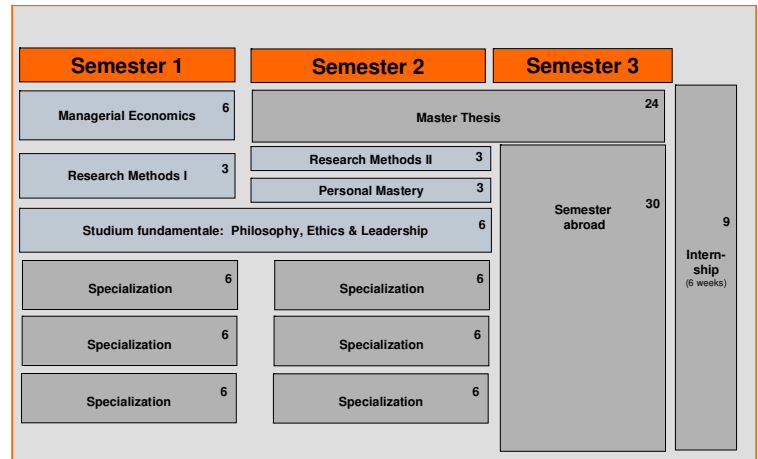 Semester 1
Semester 2
Semester 3
Managerial Economics
6
Master Thesis
24
Research Methods I
3
Research Methods II
3
Personal Mastery
3
Semester
abroad
30
9
Intern-
ship
(6 weeks)
Studium fundamentale:  Philosophy, Ethics & Leadership
6
Specialization
6
Specialization
6
Specialization
6
Specialization
6
Specialization
6
Specialization
6